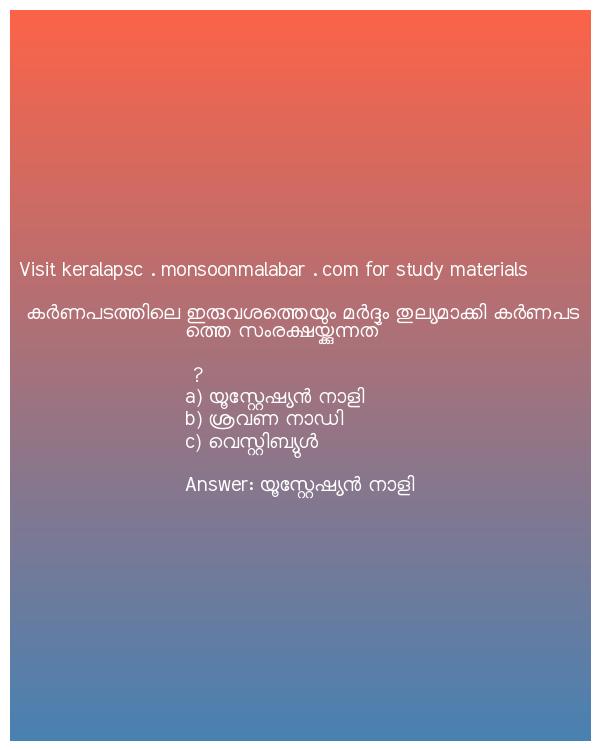 Visit keralapsc . monsoonmalabar . com for study materials
കർണപടത്തിലെ ഇരുവശത്തെയും മർദ്ദം തുല്യമാക്കി കർണപട
ത്തെ സംരക്ഷയ്ക്കുന്നത്
?
a) യൂസ്റ്റേഷ്യൻ നാളി
b) ശ്രവണ നാഡി
c) വെസ്റ്റിബ്യുൾ
Answer: യൂസ്റ്റേഷ്യൻ നാളി